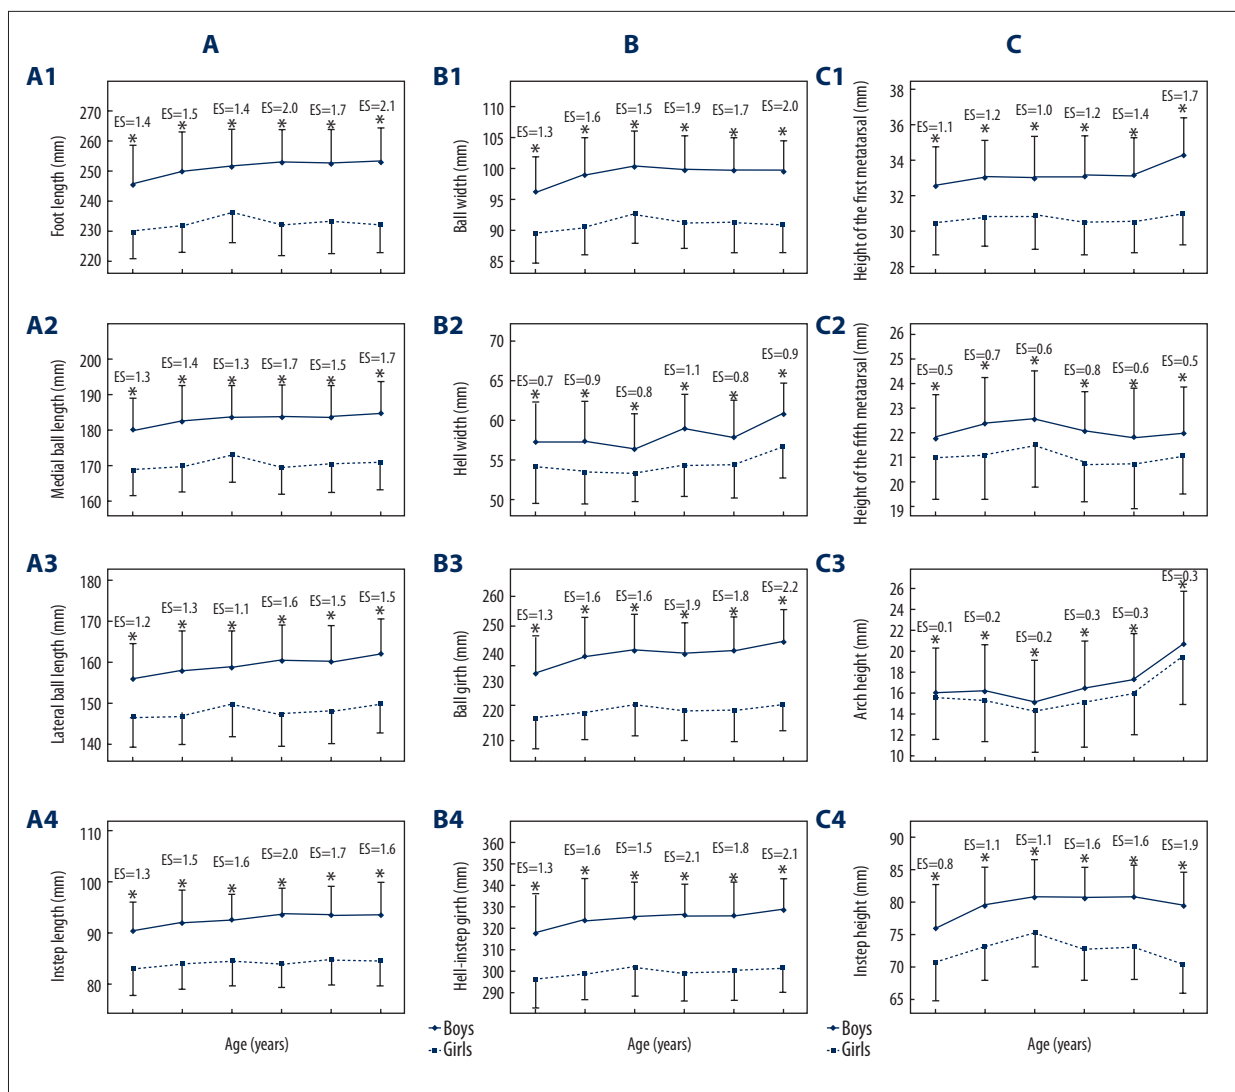 A
B
C
A1
Foot length (mm)
270
260
250
240
230
220
ES=1.4
ES=1.5
ES=1.4
ES=2.0
ES=1.7
ES=2.1
*
*
*
*
*
*
B1
Ball width (mm)
110
105
100
95
90
85
ES=1.3
ES=1.6
ES=1.5
ES=1.9
ES=1.7
ES=2.0
*
*
*
*
*
*
C1
Height of the first metatarsal (mm)
38
36
34
32
30
28
ES=1.1
ES=1.2
ES=1.0
ES=1.2
ES=1.4
ES=1.7
*
*
*
*
*
*
A2
Medial ball length (mm)
200
190
180
170
160
ES=1.3
ES=1.4
ES=1.3
ES=1.7
ES=1.5
ES=1.7
*
*
*
*
*
*
B2
Hell width (mm)
70
66
60
54
50
ES=0.7
ES=0.9
ES=0.8
ES=1.1
ES=0.8
ES=0.9
*
*
*
*
*
*
C2
Height of the fifth metatarsal (mm)
26
25
24
23
22
21
20
19
ES=0.5
ES=0.7
ES=0.6
ES=0.8
ES=0.6
ES=0.5
*
*
*
*
*
*
A3
Lateral ball length (mm)
180
170
160
150
140
ES=1.2
ES=1.3
ES=1.1
ES=1.6
ES=1.5
ES=1.5
*
*
*
*
*
*
B3
Ball girth (mm)
260
250
240
230
220
210
ES=1.3
ES=1.6
ES=1.6
ES=1.9
ES=1.8
ES=2.2
*
*
*
*
*
*
C3
Arch height (mm)
26
24
22
20
18
16
14
12
10
ES=0.1
ES=0.2
ES=0.2
ES=0.3
ES=0.3
ES=0.3
*
*
*
*
*
*
A4
Instep length (mm)
110
100
90
80
ES=1.3
ES=1.5
ES=1.6
ES=2.0
ES=1.7
ES=1.6
*
*
*
*
*
*
Age (years)
B4
Hell-instep girth (mm)
360
350
340
330
320
310
300
290
ES=1.3
ES=1.6
ES=1.5
ES=2.1
ES=1.8
ES=2.1
*
*
*
*
*
*
Boys
Girls
Age (years)
C4
Instep height (mm)
90
85
80
75
70
65
ES=0.8
ES=1.1
ES=1.1
ES=1.6
ES=1.6
ES=1.9
*
*
*
*
*
*
Boys
Girls
Age (years)